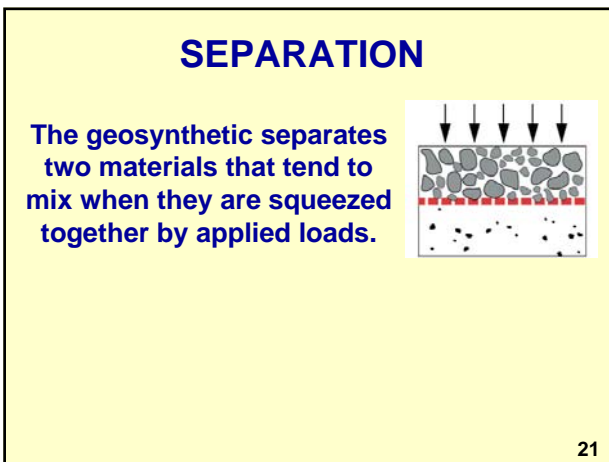 SEPARATION
The geosynthetic separates
two materials that tend to
mix when they are squeezed
together by applied loads.
21